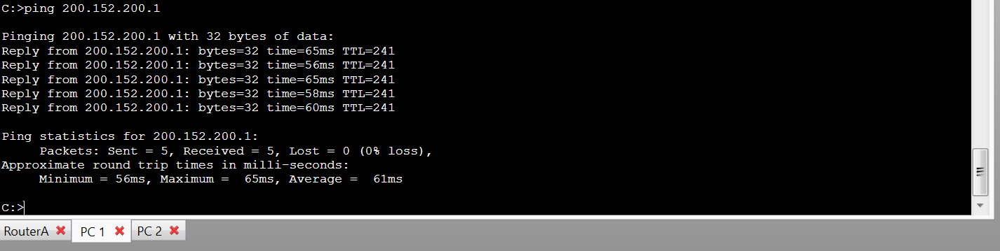 C:>ping 200.152.200.1
Pinging 200.152.200.1 with 32 bytes of data:
Reply from 200.152.200.1: bytes=32 time=65ms TTL=241
Reply from 200.152.200.1: bytes=32 time=56ms TTL=241
Reply from 200.152.200.1: bytes=32 time=65ms TTL=241
Reply from 200.152.200.1: bytes=32 time=58ms TTL=241
Reply from 200.152.200.1: bytes=32 time=60ms TTL=241
Ping statistics for 200.152.200.1:
     Packets: Sent = 5, Received = 5, Lost = 0 (0% loss),
Approximate round trip times in milli-seconds:
     Minimum = 56ms, Maximum =  65ms, Average =  61ms
C:>
RouterA PC 1 PC 2